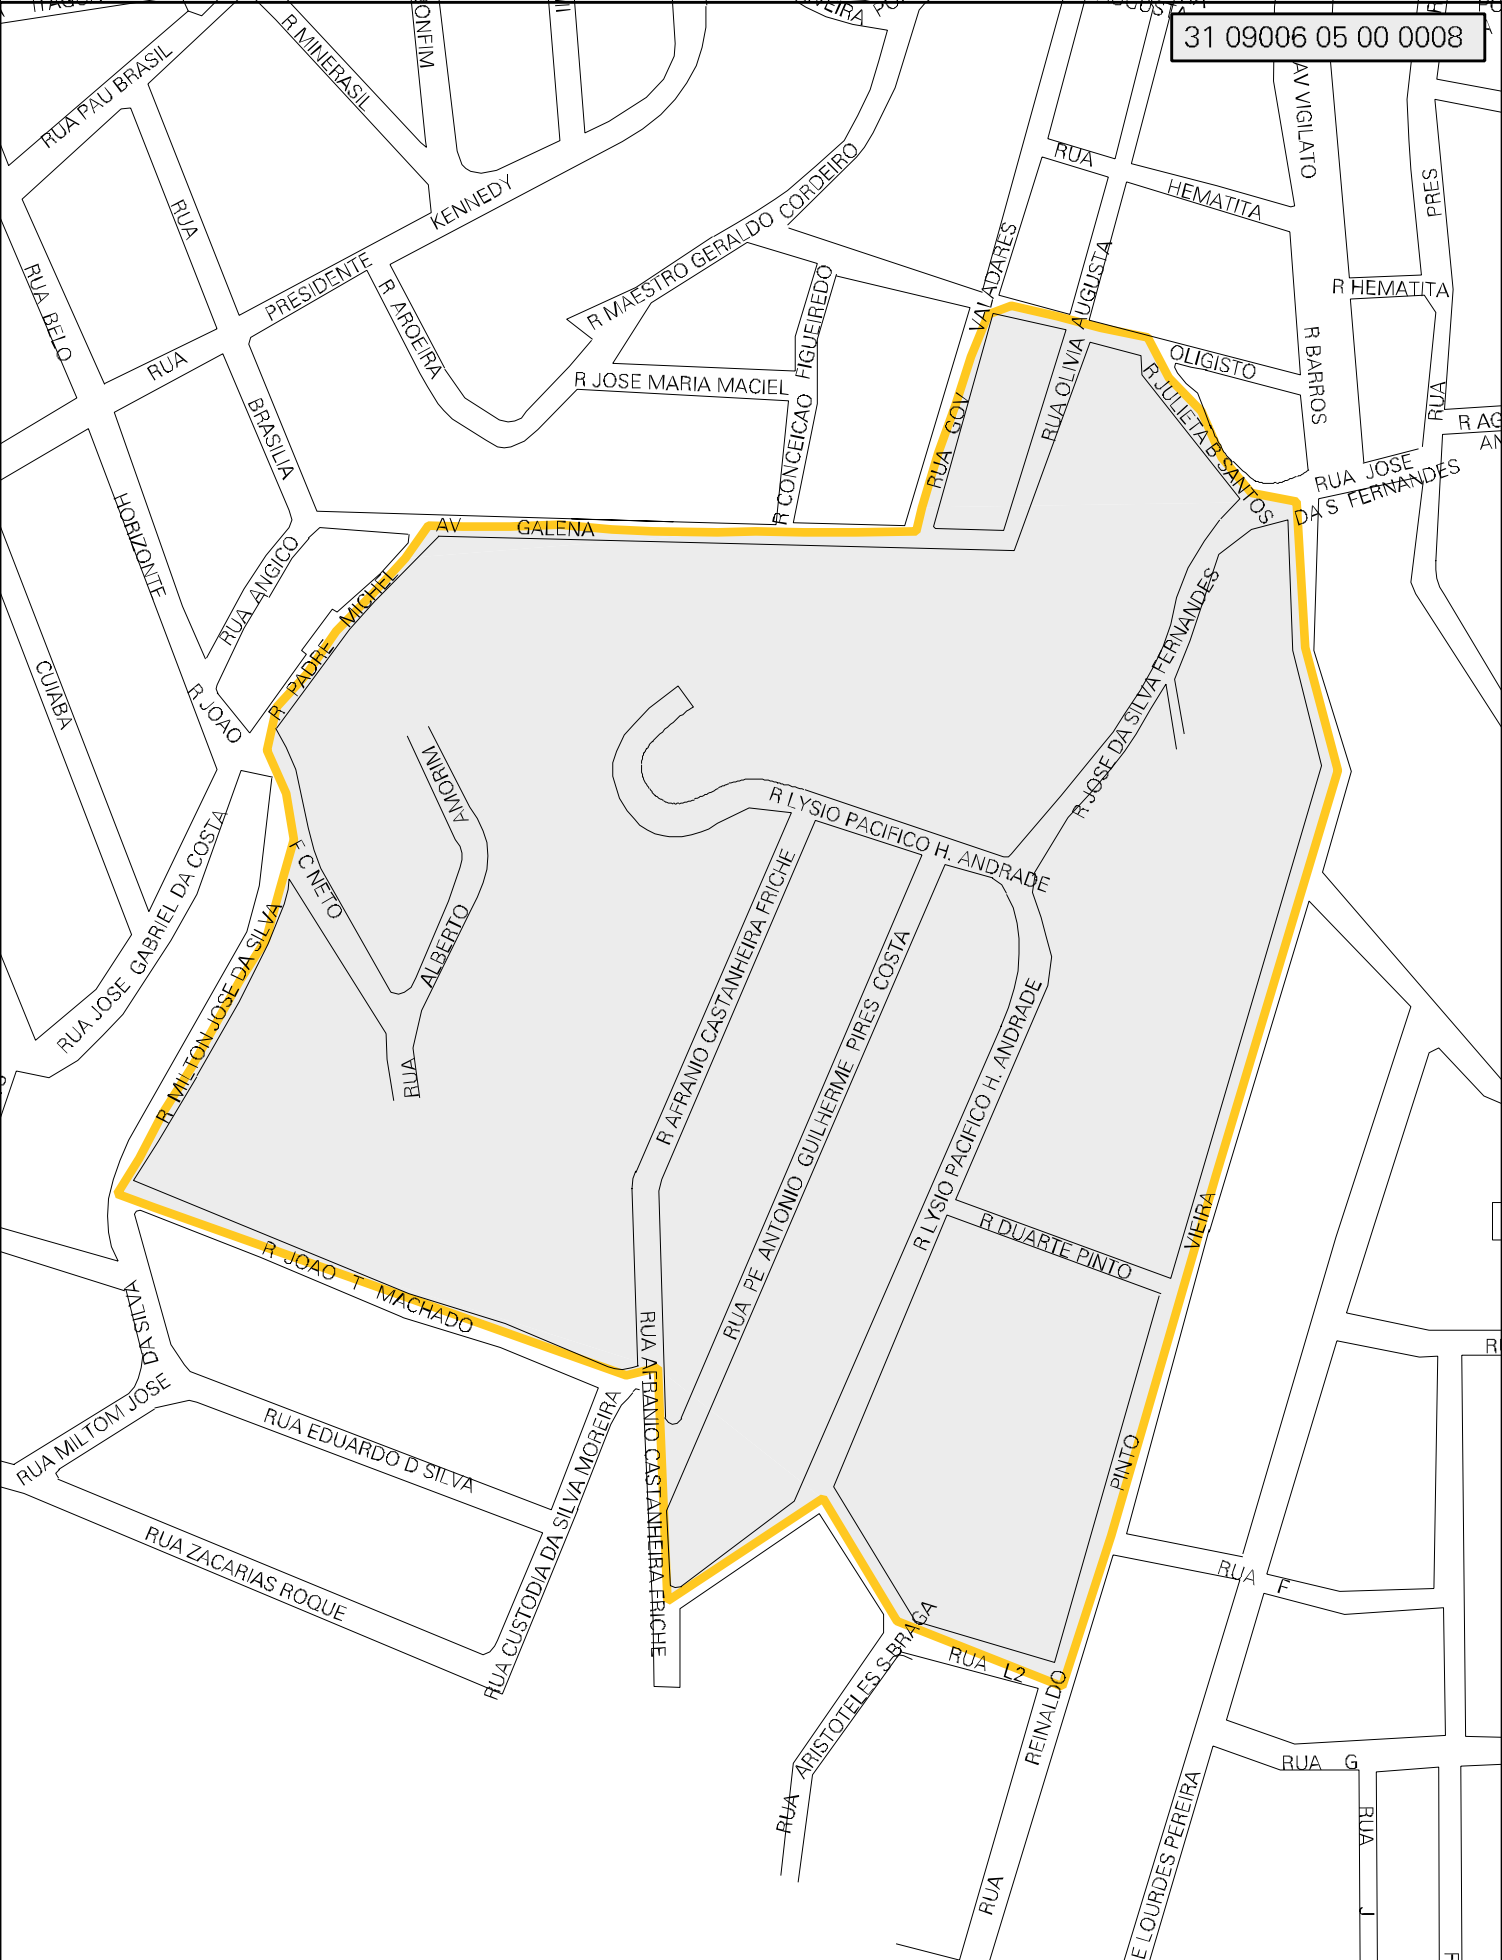 31 09006 05 00 0008
RUA PAU BRASIL
R MINERASIL
AV VIGILATO
RUA
HEMATITA
PRES
RUA
KENNEDY
R MAESTRO GERALDO CORDEIRO
VALADARES
AUGUSTA
RUA BELO
PRESIDENTE
R AROEIRA
R HEMATITA
RUA
R JOSE MARIA MACIEL
R CONCEICAO FIGUEIREDO
OLIGISTO
R BARROS
RUA
BRASILIA
RUA GOV
RUA OLIVIA
R JULIETA B SANTOS
RUA JOSE
DA S FERNANDES
HORIZONTE
AV GALENA
RUA ANGICO
R PADRE MICHEL
R JOAO
CUIABA
R JOSE DA SILVA FERNANDES
AMORIM
R LYSIO PACIFICO H. ANDRADE
F C NETO
ALBERTO
RUA
RUA JOSE GABRIEL DA COSTA
R MILTON JOSE DA SILVA
R AFRANIO CASTANHEIRA FRICHE
RUA PE ANTONIO GUILHERME PIRES COSTA
R LYSIO PACIFICO H. ANDRADE
R DUARTE PINTO
VIEIRA
R JOAO T MACHADO
DA SILVA
RUA MILTOM JOSE
RUA AFRANIO CASTANHEIRA FRICHE
RUA EDUARDO D SILVA
RUA CUSTODIA DA SILVA MOREIRA
PINTO
RUA ZACARIAS ROQUE
RUA F
RUA L2
RUA ARISTOTELES S BRAGA
REINALDO
RUA G
RUA J
E LOURDES PEREIRA
RUA